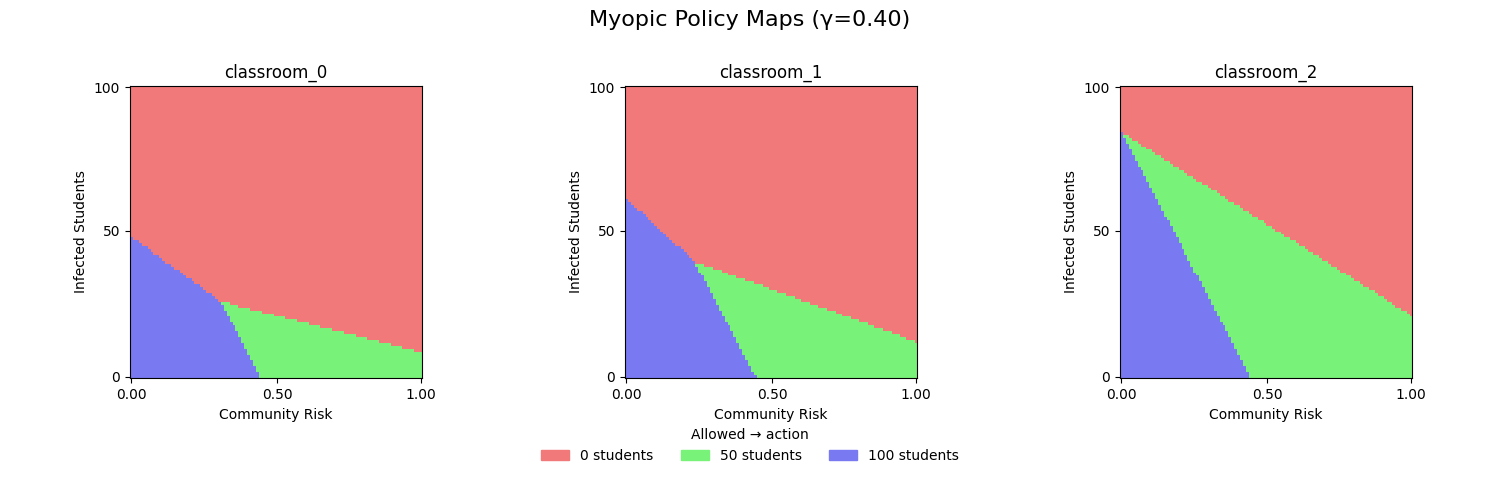 Myopic Policy Maps (γ=0.40)
classroom_0
100
50
0
Infected Students
0.00 0.50 1.00
Community Risk
classroom_1
100
50
0
Infected Students
0.00 0.50 1.00
Community Risk
classroom_2
100
50
0
Infected Students
0.00 0.50 1.00
Community Risk
Allowed → action
0 students 50 students 100 students